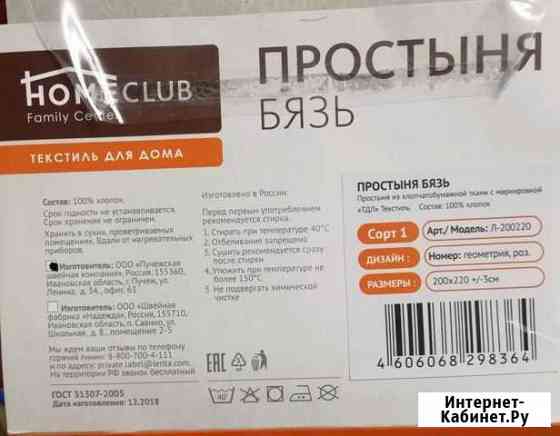 HOMECLUB
Family Center
ТЕКСТИЛЬ ДЛЯ ДОМА
ПРОСТЫНЯ
БЯЗЬ
Состав: 100% хлопок.
Срок годности не устанавливается.
Срок хранения не ограничен.
Хранить в сухих, проветриваемых
помещениях. Вдали от нагревательных
приборов.
Изготовитель: ООО «Пучежская
швейная компания», Россия, 155360,
Ивановская область, г. Пучеж, ул.
Ленина, д. 34, офис 61
Изготовитель: ООО «Швейная
фабрика «Надежда», Россия, 155710,
Ивановская область, п. Савино, ул.
Школьная, д. 8, помещение 2-5
Мы ждем ваши отзывы по телефону
горячей линии: 8-800-700-4-111
и по адресу: private.label@lenta.com.
На территории РФ звонок бесплатный
ГОСТ 31307-2005
Дата изготовления: 12.2018
Изготовлено в России.
Перед первым употреблением
рекомендуется стирка.
1. Стирать при температуре 40°С
2. Отбеливание запрещено
3. Сушить рекомендуется сразу
после стирки
4. Утюжить при температуре не
более 150°С.
5. Не подвергать химической
чистке
EAC
40°
ПРОСТЫНЯ БЯЗЬ
Простыня из хлопчатобумажной ткани с маркировкой
«ТДЛ» Текстиль. Состав: 100% хлопок
Сорт 1
Арт./ Модель: Л-200220
ДИЗАЙН :
Номер: геометрия, роз.
РАЗМЕРЫ :
200х220 +/-3см
4 606068 298364
Интернет-
Кабинет.Ру